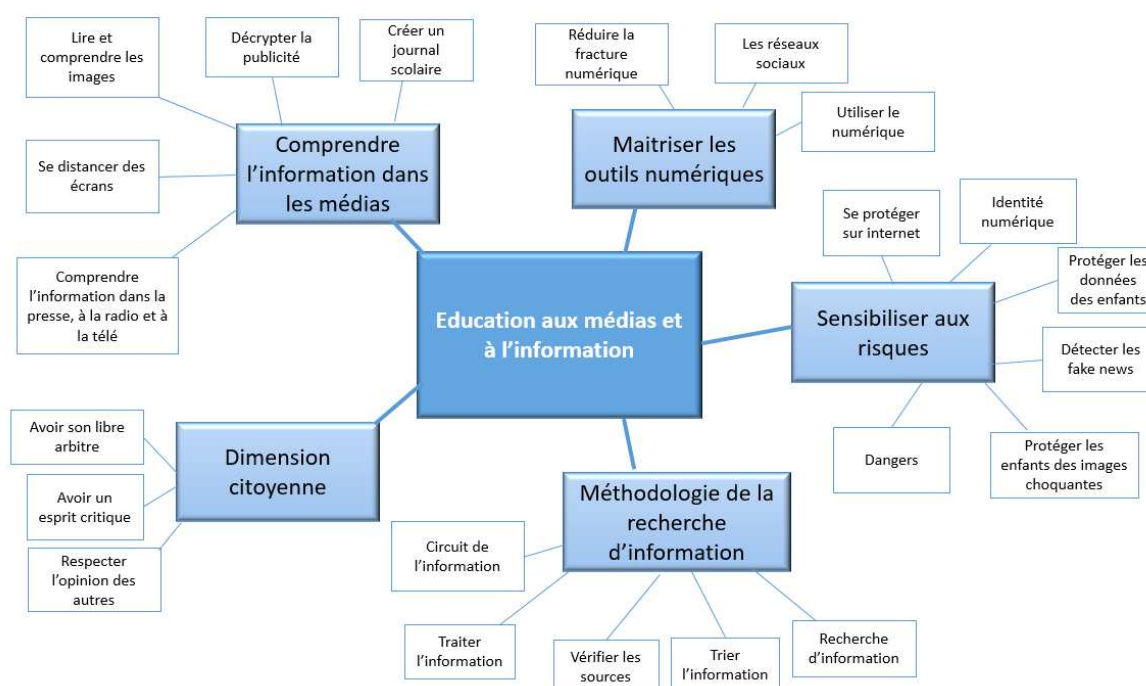 Lire et
comprendre les
images
Décrypter la
publicité
Créer un
journal
scolaire
Se distancer des
écrans
Comprendre
l'information dans
les médias
Comprendre
l'information dans la
presse, à la radio et à
la télé
Réduire la
fracture
numérique
Les réseaux
sociaux
Utiliser le
numérique
Maitriser les
outils numériques
Education aux médias et
à l'information
Se protéger
sur internet
Identité
numérique
Protéger les
données
des enfants
Sensibiliser aux
risques
Détecter les
fake news
Dangers
Protéger les
enfants des images
choquantes
Avoir son libre
arbitre
Avoir un
esprit critique
Respecter
l'opinion des
autres
Dimension
citoyenne
Méthodologie de la
recherche
d'information
Circuit de
l'information
Traiter
l'information
Vérifier les
sources
Trier
l'information
Recherche
d'information